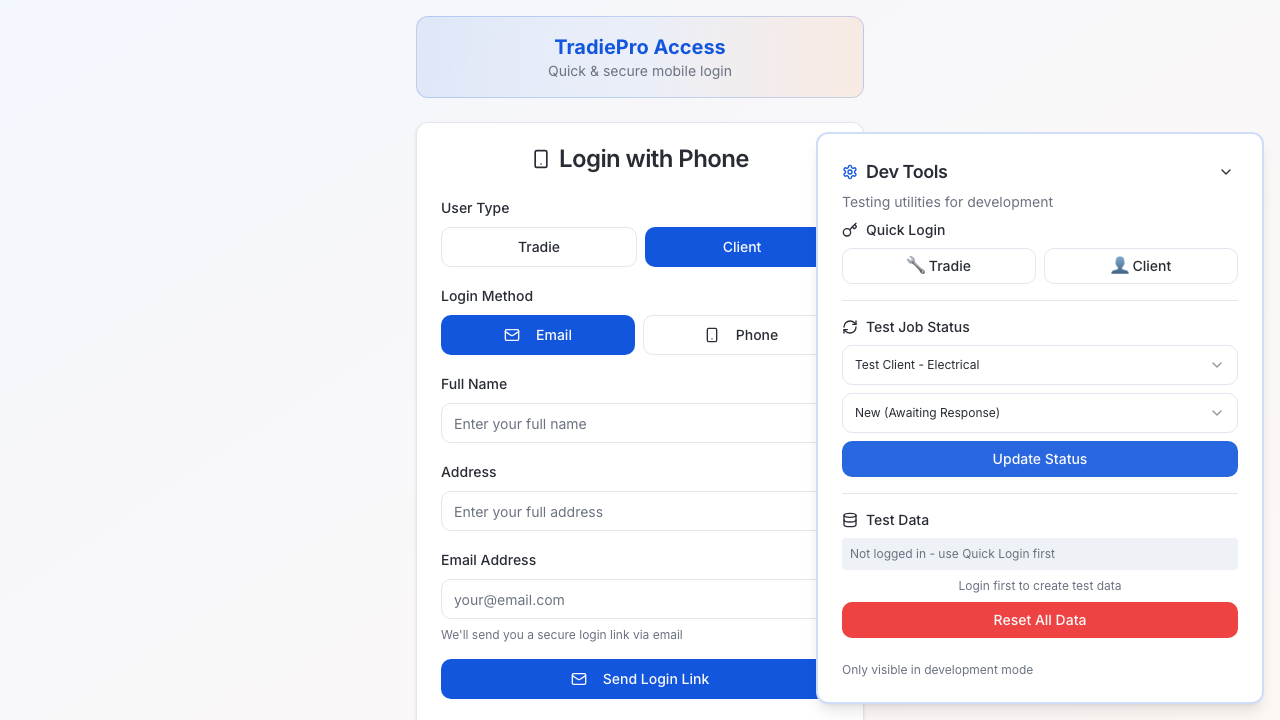 TradiePro Access
Quick & secure mobile login
Login with Phone
User Type
Tradie
Client
Login Method
Email
Phone
Full Name
Enter your full name
Address
Enter your full address
Email Address
your@email.com
We'll send you a secure login link via email
Send Login Link
Dev Tools
Testing utilities for development
Quick Login
Tradie
Client
Test Job Status
Test Client - Electrical
New (Awaiting Response)
Update Status
Test Data
Not logged in - use Quick Login first
Login first to create test data
Reset All Data
Only visible in development mode